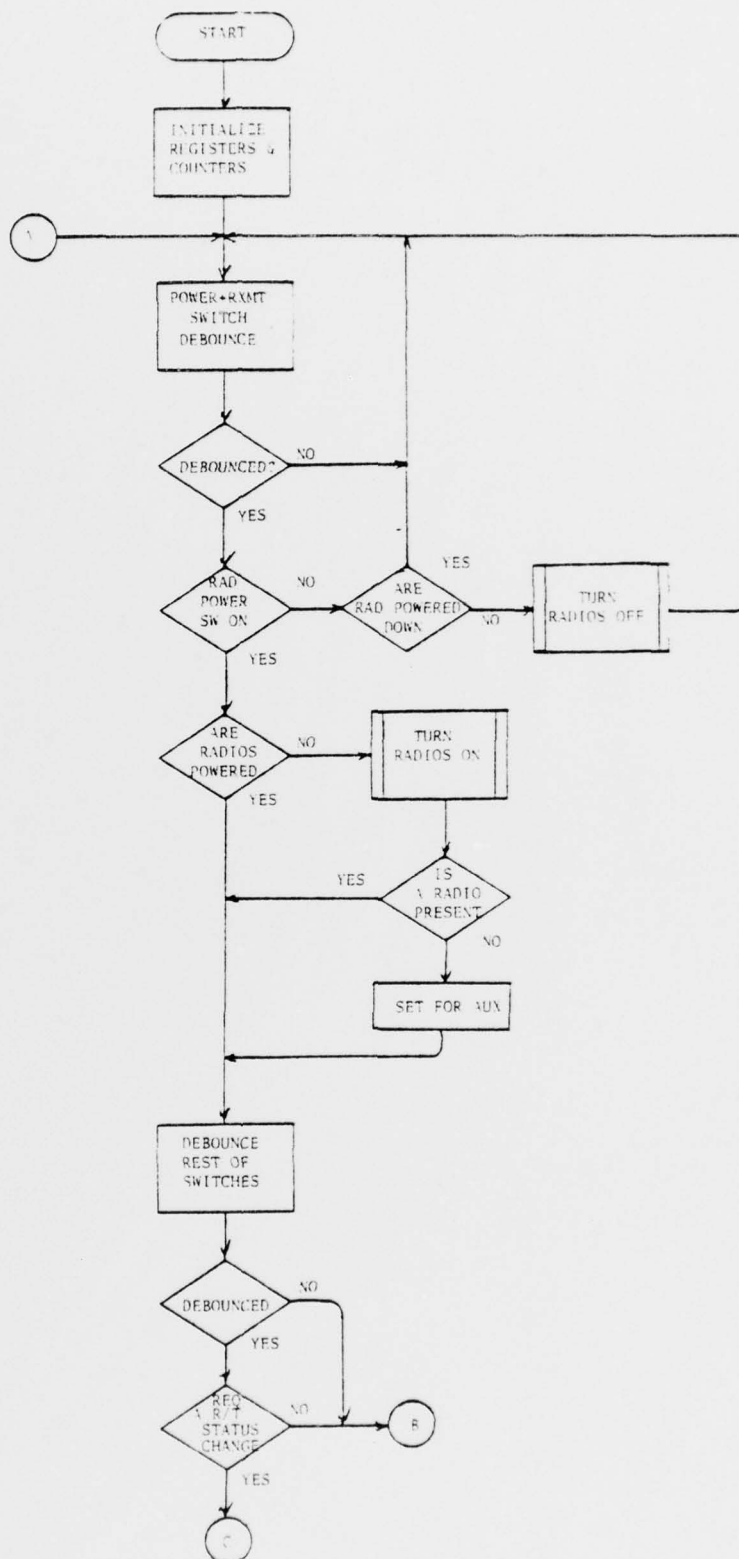 START
INITIALIZE
REGISTERS &
COUNTERS
A
POWER+RXMT
SWITCH
DEBOUNCE
DEBOUNCED?
NO
YES
RAD
POWER
SW ON
NO
YES
ARE
RAD POWERED
DOWN
YES
NO
TURN
RADIOS OFF
ARE
RADIOS
POWERED
NO
YES
TURN
RADIOS ON
IS
A RADIO
PRESENT
YES
NO
SET FOR AUX
DEBOUNCE
REST OF
SWITCHES
DEBOUNCED
NO
YES
REQ
A R/T
STATUS
CHANGE
NO
YES
B
C